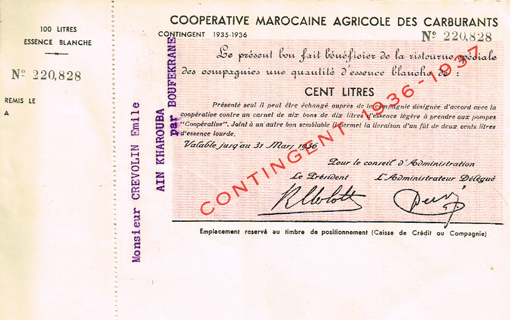 100 LITRES
ESSENCE BLANCHE
Nº 220,828
REMIS LE
A
Monsieur CREVOLIN Emile
AIN KHAROUBA
par BOUFEKRANE
COOPERATIVE MAROCAINE AGRICOLE DES CARBURANTS
CONTINGENT 1935-1936
Nº 220,828
Le présent bon fait bénéficier de la ristourne spéciale
des compagnies une quantité d'essence blanche de :
CENT LITRES
Présenté seul il peut être échangé auprès de la Compagnie désignée d'accord avec la
coopérative contre un carnet de dix bons de dix litres d'essence légère à prendre aux pompes
"Coopérative", Joint à un autre bon semblable il permet la livraison d'un fût de deux cents litres
d'essence lourde.
Valable jusqu'au 31 Mars 1936
CONTINGENT 1936-1937
Pour le conseil d'Administration
Le Président L'Administrateur Délégué
Emplacement reservé au timbre de positionnement (Caisse de Crédit ou Compagnie)